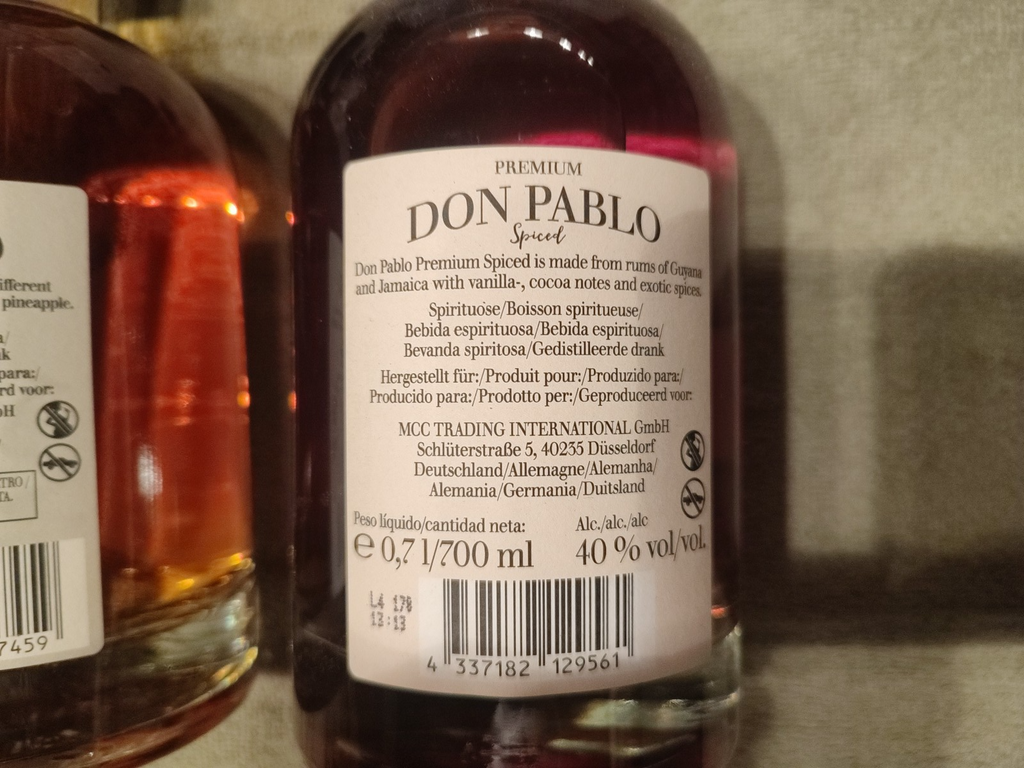 PREMIUM
DON PABLO
Spiced
Don Pablo Premium Spiced is made from rums of Guyana
and Jamaica with vanilla-, cocoa notes and exotic spices.
Spirituose/Boisson spiritueuse/
Bebida espirituosa/Bebida espirituosa/
Bevanda spiritosa/Gedistilleerde drank
Hergestellt für:/Produit pour:/Produzido para:/
Producido para:/Prodotto per:/Geproduceerd voor:
MCC TRADING INTERNATIONAL GmbH
Schlüterstraße 5, 40235 Düsseldorf
Deutschland/Allemagne/Alemanha/
Alemania/Germania/Duitsland
Peso líquido/cantidad neta:
Alc./alc./alc
e 0,7 l/700 ml
40 % vol/vol.
L4 178
13:13
4 337182 129561
ifferent
pineapple.
para:/
rd voor:
7459